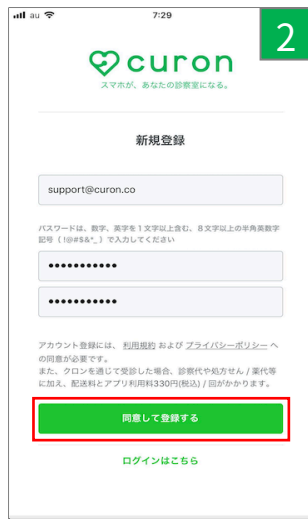 au 7:29
2
curon
スマホが、あなたの診察室になる。
新規登録
support@curon.co
パスワードは、数字、英字を1文字以上含む、8文字以上の半角英数字
記号（ !@#$&*_ ）で入力してください
•••••••••••
•••••••••••
アカウント登録には、 利用規約 および プライバシーポリシー へ
の同意が必要です。
また、クロンを通じて受診した場合、診察代や処方せん / 薬代等
に加え、配送料とアプリ利用料330円(税込) / 回がかかります。
同意して登録する
ログインはこちら